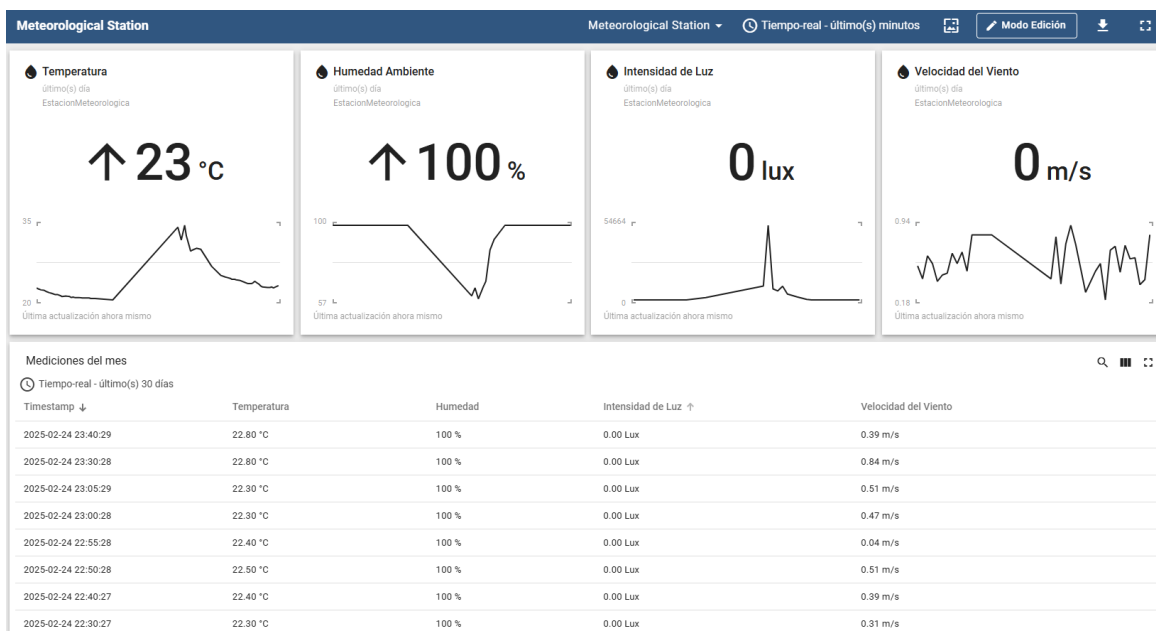 Meteorological Station
Meteorological Station Tiempo-real - último(s) minutos Modo Edición
Temperatura
último(s) día
EstacionMeteorologica
23 °C
35
20
Última actualización ahora mismo
Humedad Ambiente
último(s) día
EstacionMeteorologica
100 %
100
57
Última actualización ahora mismo
Intensidad de Luz
último(s) día
EstacionMeteorologica
0 lux
54664
0
Última actualización ahora mismo
Velocidad del Viento
último(s) día
EstacionMeteorologica
0 m/s
0.94
0.18
Última actualización ahora mismo
Mediciones del mes
Tiempo-real - último(s) 30 días
Timestamp Temperatura Humedad Intensidad de Luz Velocidad del Viento
2025-02-24 23:40:29 22.80 °C 100 % 0.00 Lux 0.39 m/s
2025-02-24 23:30:28 22.80 °C 100 % 0.00 Lux 0.84 m/s
2025-02-24 23:05:29 22.30 °C 100 % 0.00 Lux 0.51 m/s
2025-02-24 23:00:28 22.30 °C 100 % 0.00 Lux 0.47 m/s
2025-02-24 22:55:28 22.40 °C 100 % 0.00 Lux 0.04 m/s
2025-02-24 22:50:28 22.50 °C 100 % 0.00 Lux 0.51 m/s
2025-02-24 22:40:27 22.40 °C 100 % 0.00 Lux 0.39 m/s
2025-02-24 22:30:27 22.30 °C 100 % 0.00 Lux 0.31 m/s